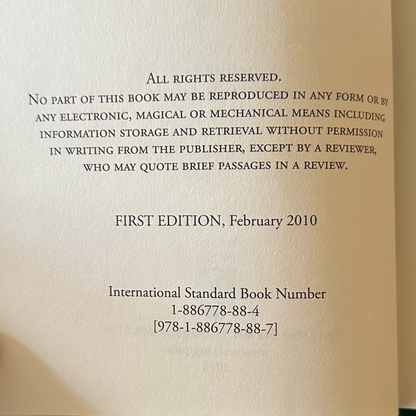 ALL RIGHTS RESERVED.
NO PART OF THIS BOOK MAY BE REPRODUCED IN ANY FORM OR BY
ANY ELECTRONIC, MAGICAL OR MECHANICAL MEANS INCLUDING
INFORMATION STORAGE AND RETRIEVAL WITHOUT PERMISSION
IN WRITING FROM THE PUBLISHER, EXCEPT BY A REVIEWER,
WHO MAY QUOTE BRIEF PASSAGES IN A REVIEW.
FIRST EDITION, February 2010
International Standard Book Number
1-886778-88-4
[978-1-886778-88-7]